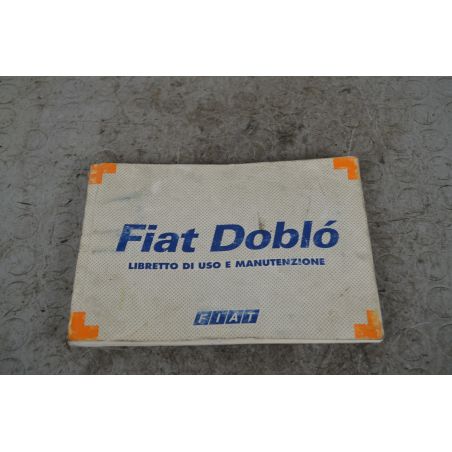 Fiat Dobló
LIBRETTO DI USO E MANUTENZIONE
FIAT